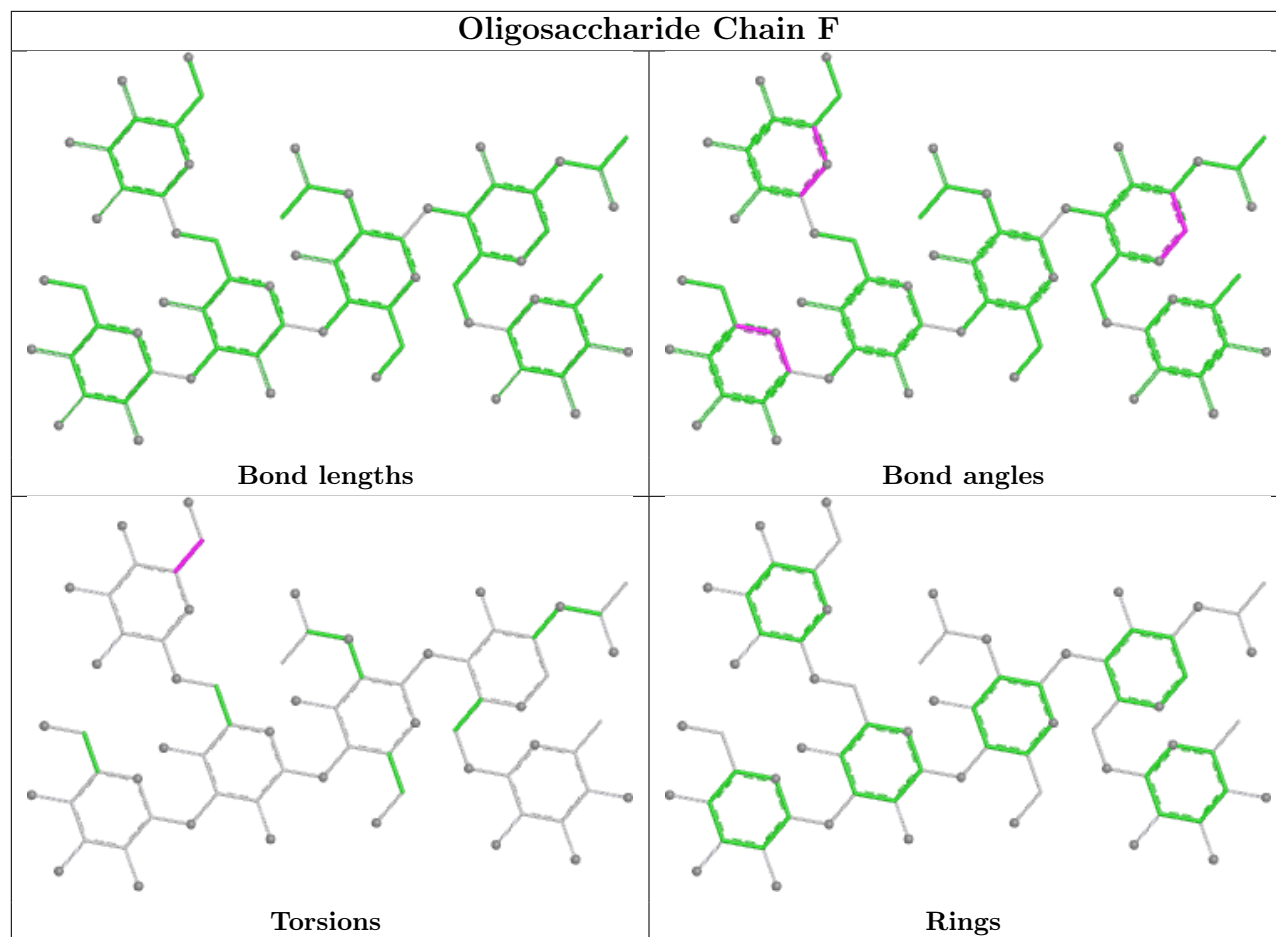 Oligosaccharide Chain F
Bond lengths
Bond angles
Torsions
Rings